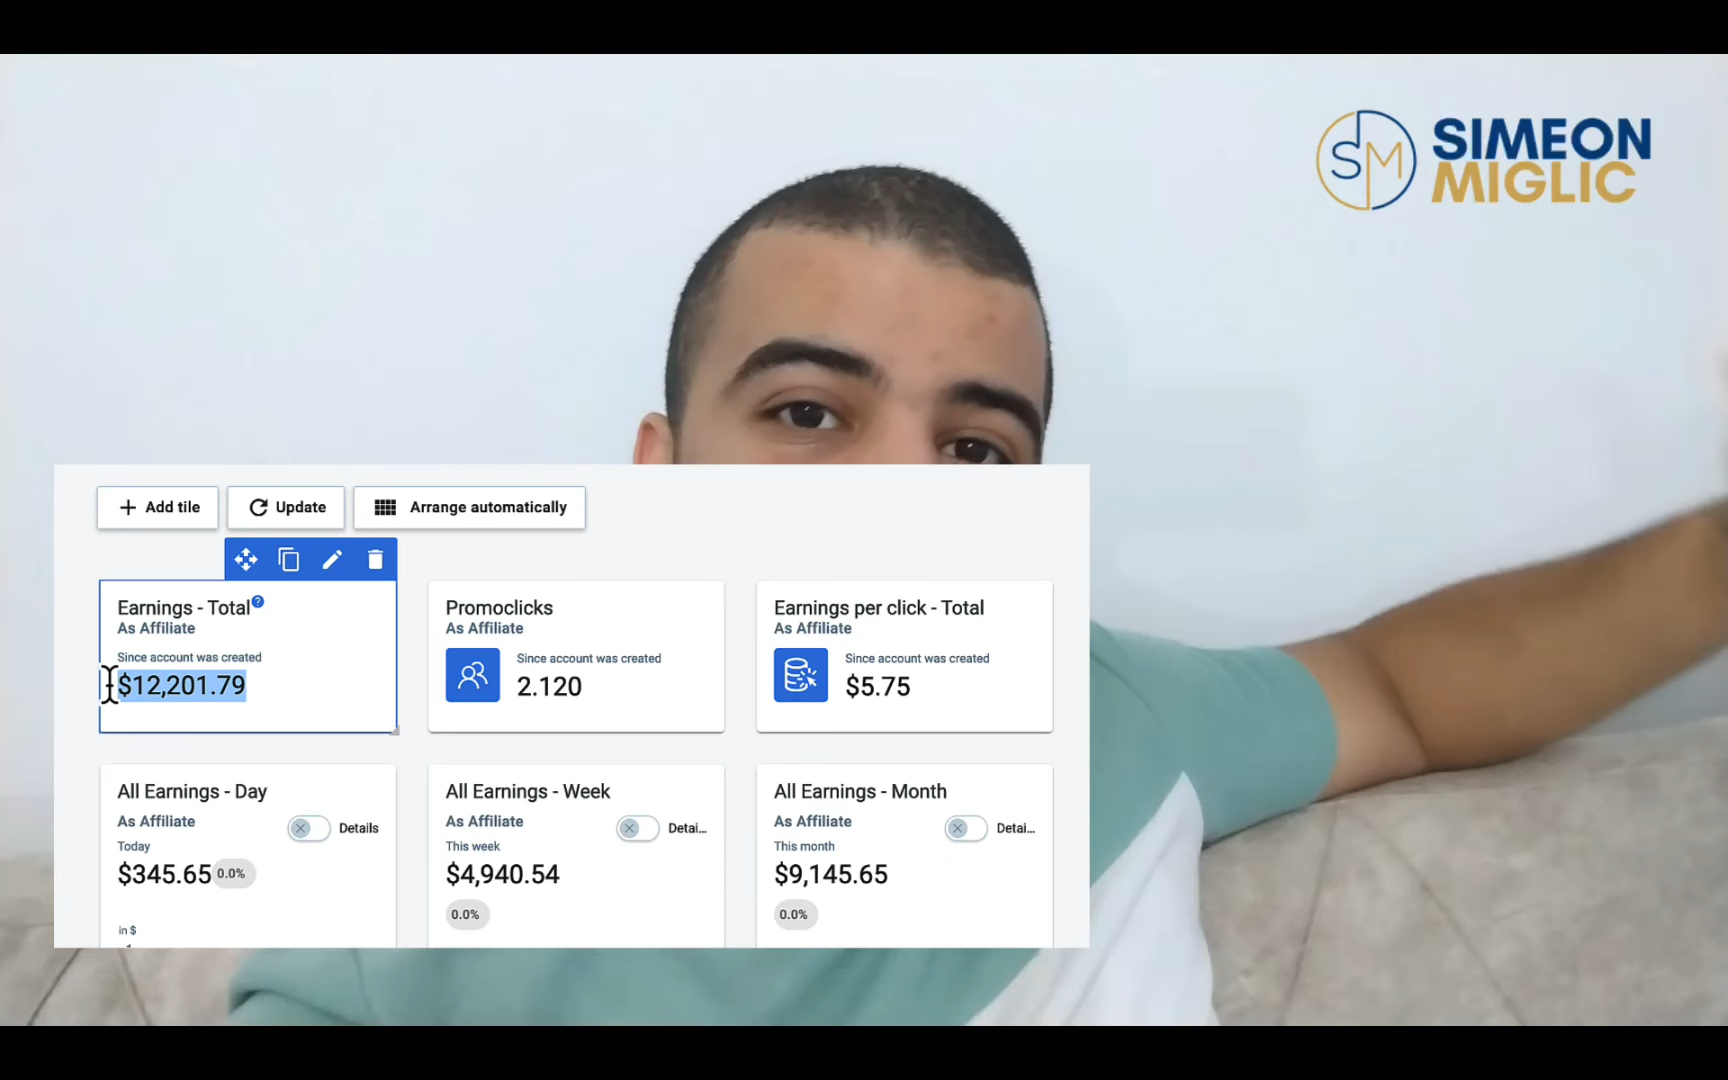 SM
SIMEON
MIGLIC
Add tile
Update
Arrange automatically
Earnings - Total
?
As Affiliate
Since account was created
$12,201.79
Promoclicks
As Affiliate
Since account was created
2.120
Earnings per click - Total
As Affiliate
Since account was created
$5.75
All Earnings - Day
As Affiliate
Details
Today
$345.65 0.0%
in $
All Earnings - Week
As Affiliate
Detai...
This week
$4,940.54
0.0%
All Earnings - Month
As Affiliate
Detai...
This month
$9,145.65
0.0%